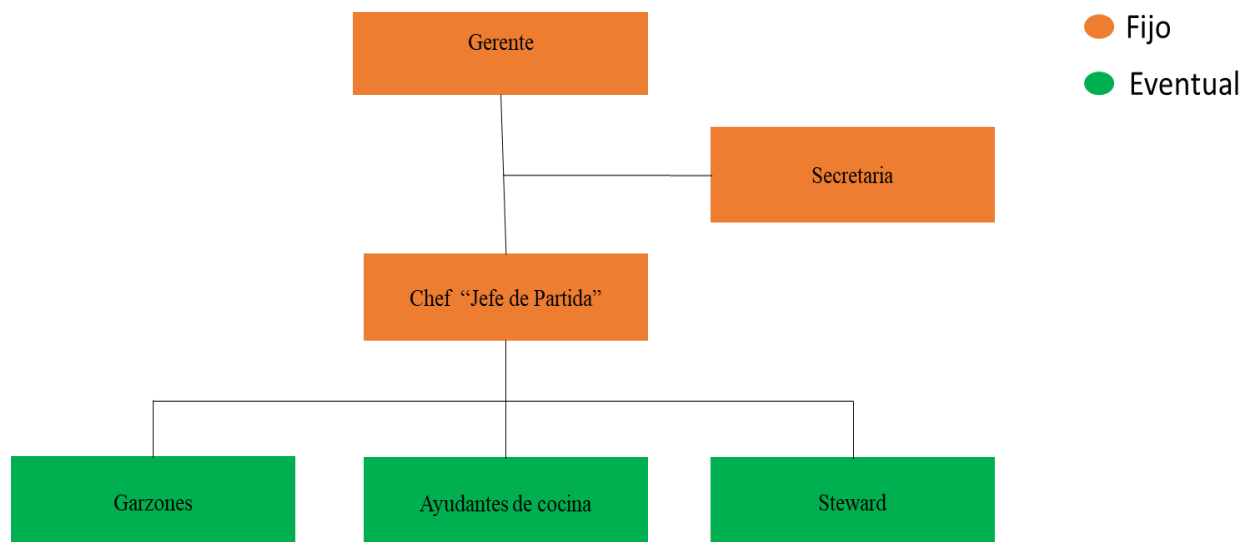 Gerente
Fijo
Eventual
Secretaria
Chef “Jefe de Partida”
Garzones
Ayudantes de cocina
Steward